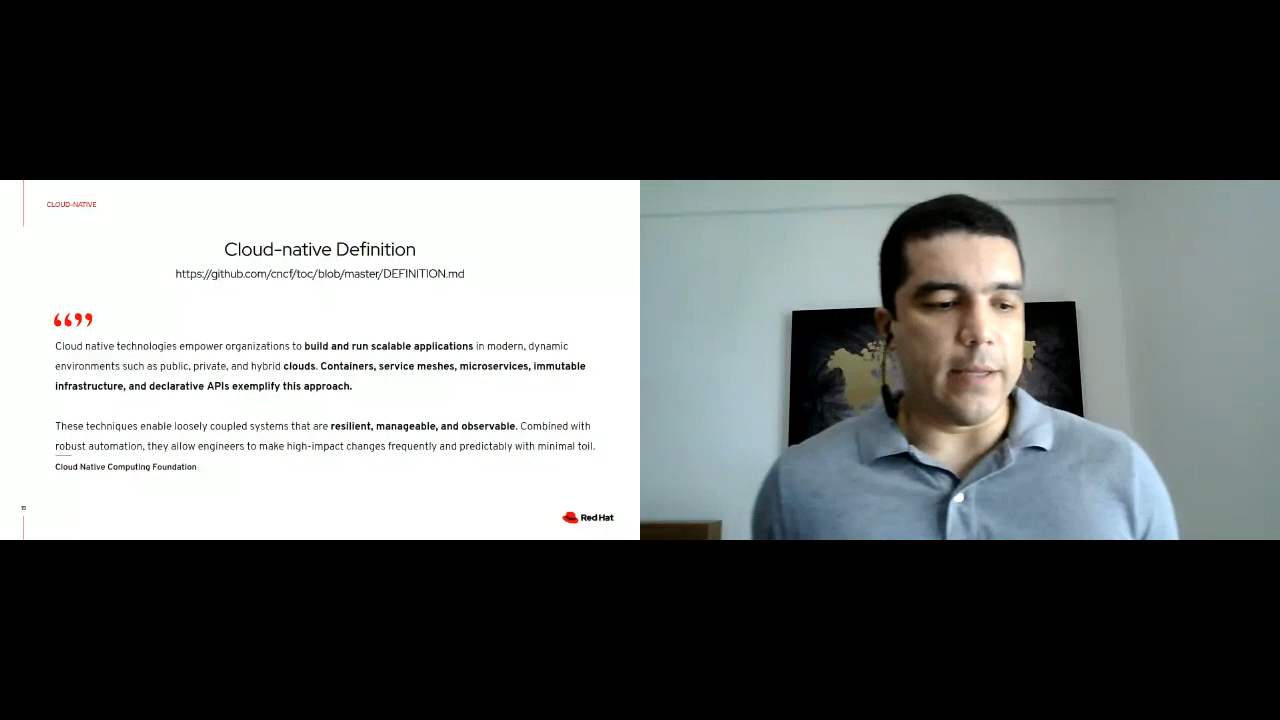 CLOUD-NATIVE
Cloud-native Definition
https://github.com/cncf/toc/blob/master/DEFINITION.md
Cloud native technologies empower organizations to build and run scalable applications in modern, dynamic
environments such as public, private, and hybrid clouds. Containers, service meshes, microservices, immutable
infrastructure, and declarative APIs exemplify this approach.
These techniques enable loosely coupled systems that are resilient, manageable, and observable. Combined with
robust automation, they allow engineers to make high-impact changes frequently and predictably with minimal toil.
Cloud Native Computing Foundation
15
Red Hat